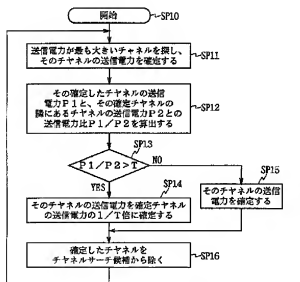 開始
SP10
送信電力が最も大きいチャネルを探し、
そのチャネルの送信電力を確定する
SP11
その確定したチャネルの送信
電力P1と、その確定チャネルの
隣にあるチャネルの送信電力P2との
送信電力比P1/P2を算出する
SP12
P1/P2>T
SP13
NO
YES
SP14
そのチャネルの送信電力を確定チャネル
の送信電力の1/T倍に確定する
SP15
そのチャネルの送信
電力を確定する
確定したチャネルを
チャネルサーチ候補から除く
SP16